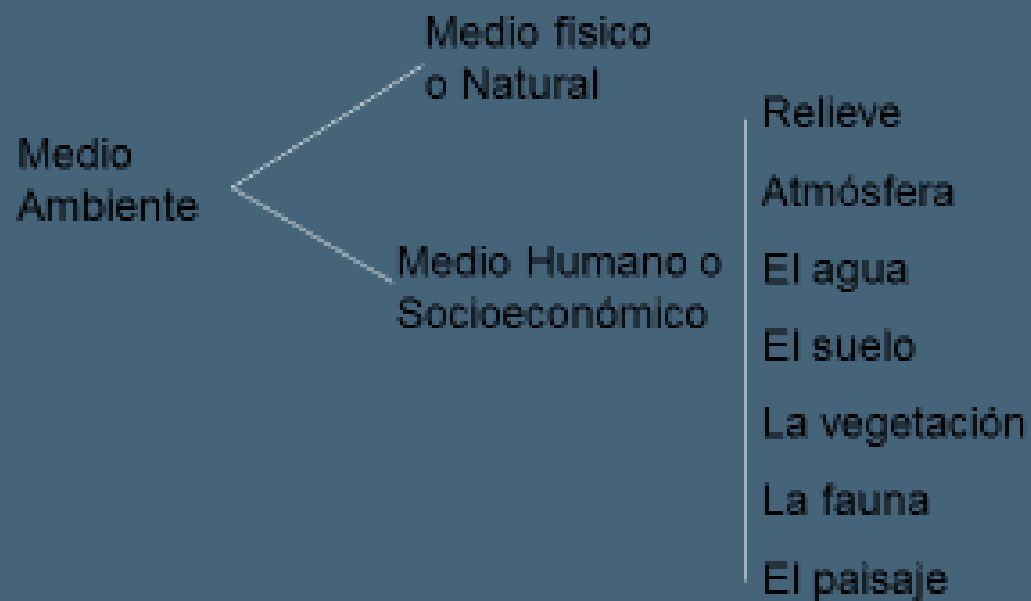 Medio fisico
o Natural
Medio
Ambiente
Medio Humano o
Socioeconómico
Relieve
Atmósfera
El agua
El suelo
La vegetación
La fauna
El paisaje